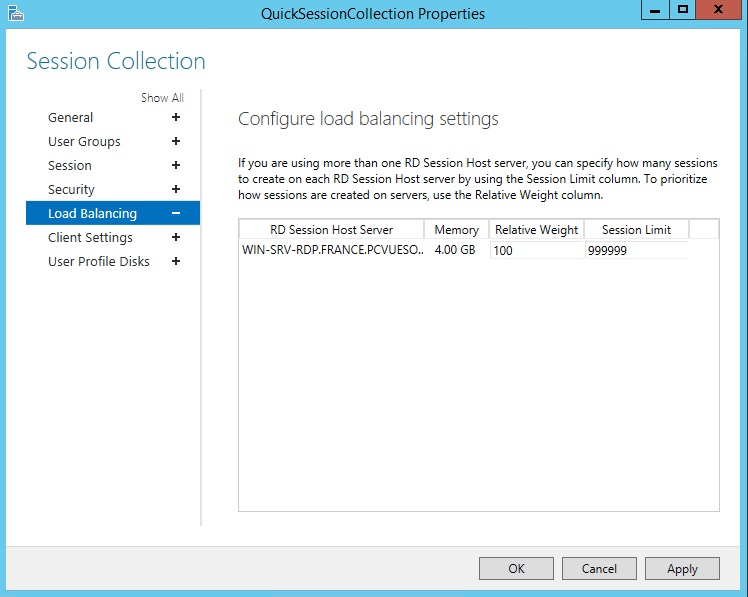 QuickSessionCollection Properties
Session Collection
Show All
General +
User Groups +
Session +
Security +
Load Balancing −
Client Settings +
User Profile Disks +
Configure load balancing settings
If you are using more than one RD Session Host server, you can specify how many sessions
to create on each RD Session Host server by using the Session Limit column. To prioritize
how sessions are created on servers, use the Relative Weight column.
RD Session Host Server Memory Relative Weight Session Limit
WIN-SRV-RDP.FRANCE.PCVUESO.. 4.00 GB 100 999999
OK Cancel Apply